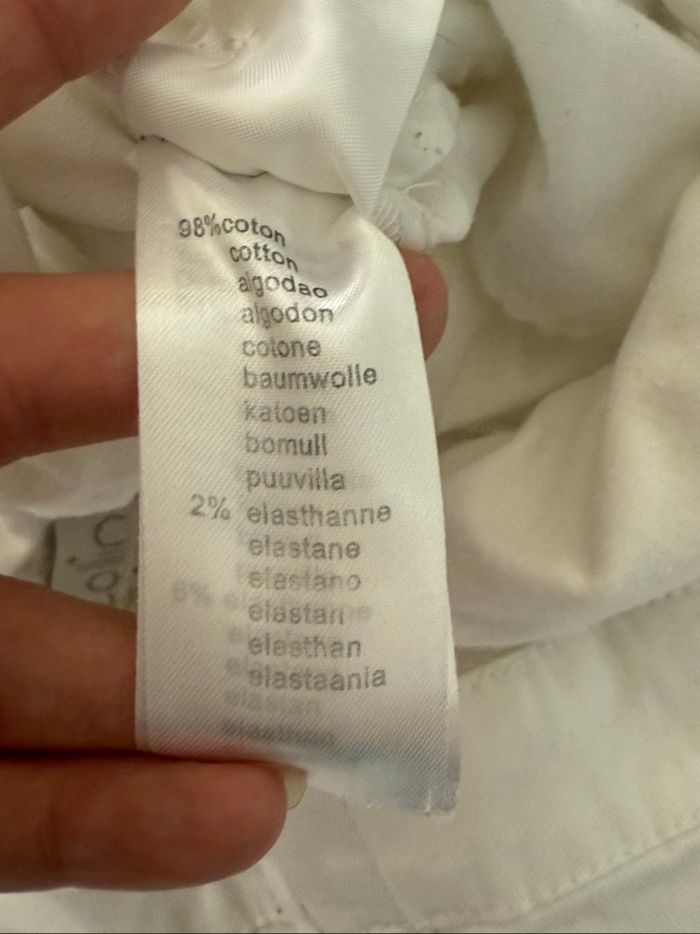 98% coton
cotton
algodao
algodon
cotone
baumwolle
katoen
bomull
puuvilla
2% elasthanne
elastane
elastano
elastan
elasthan
elastaania